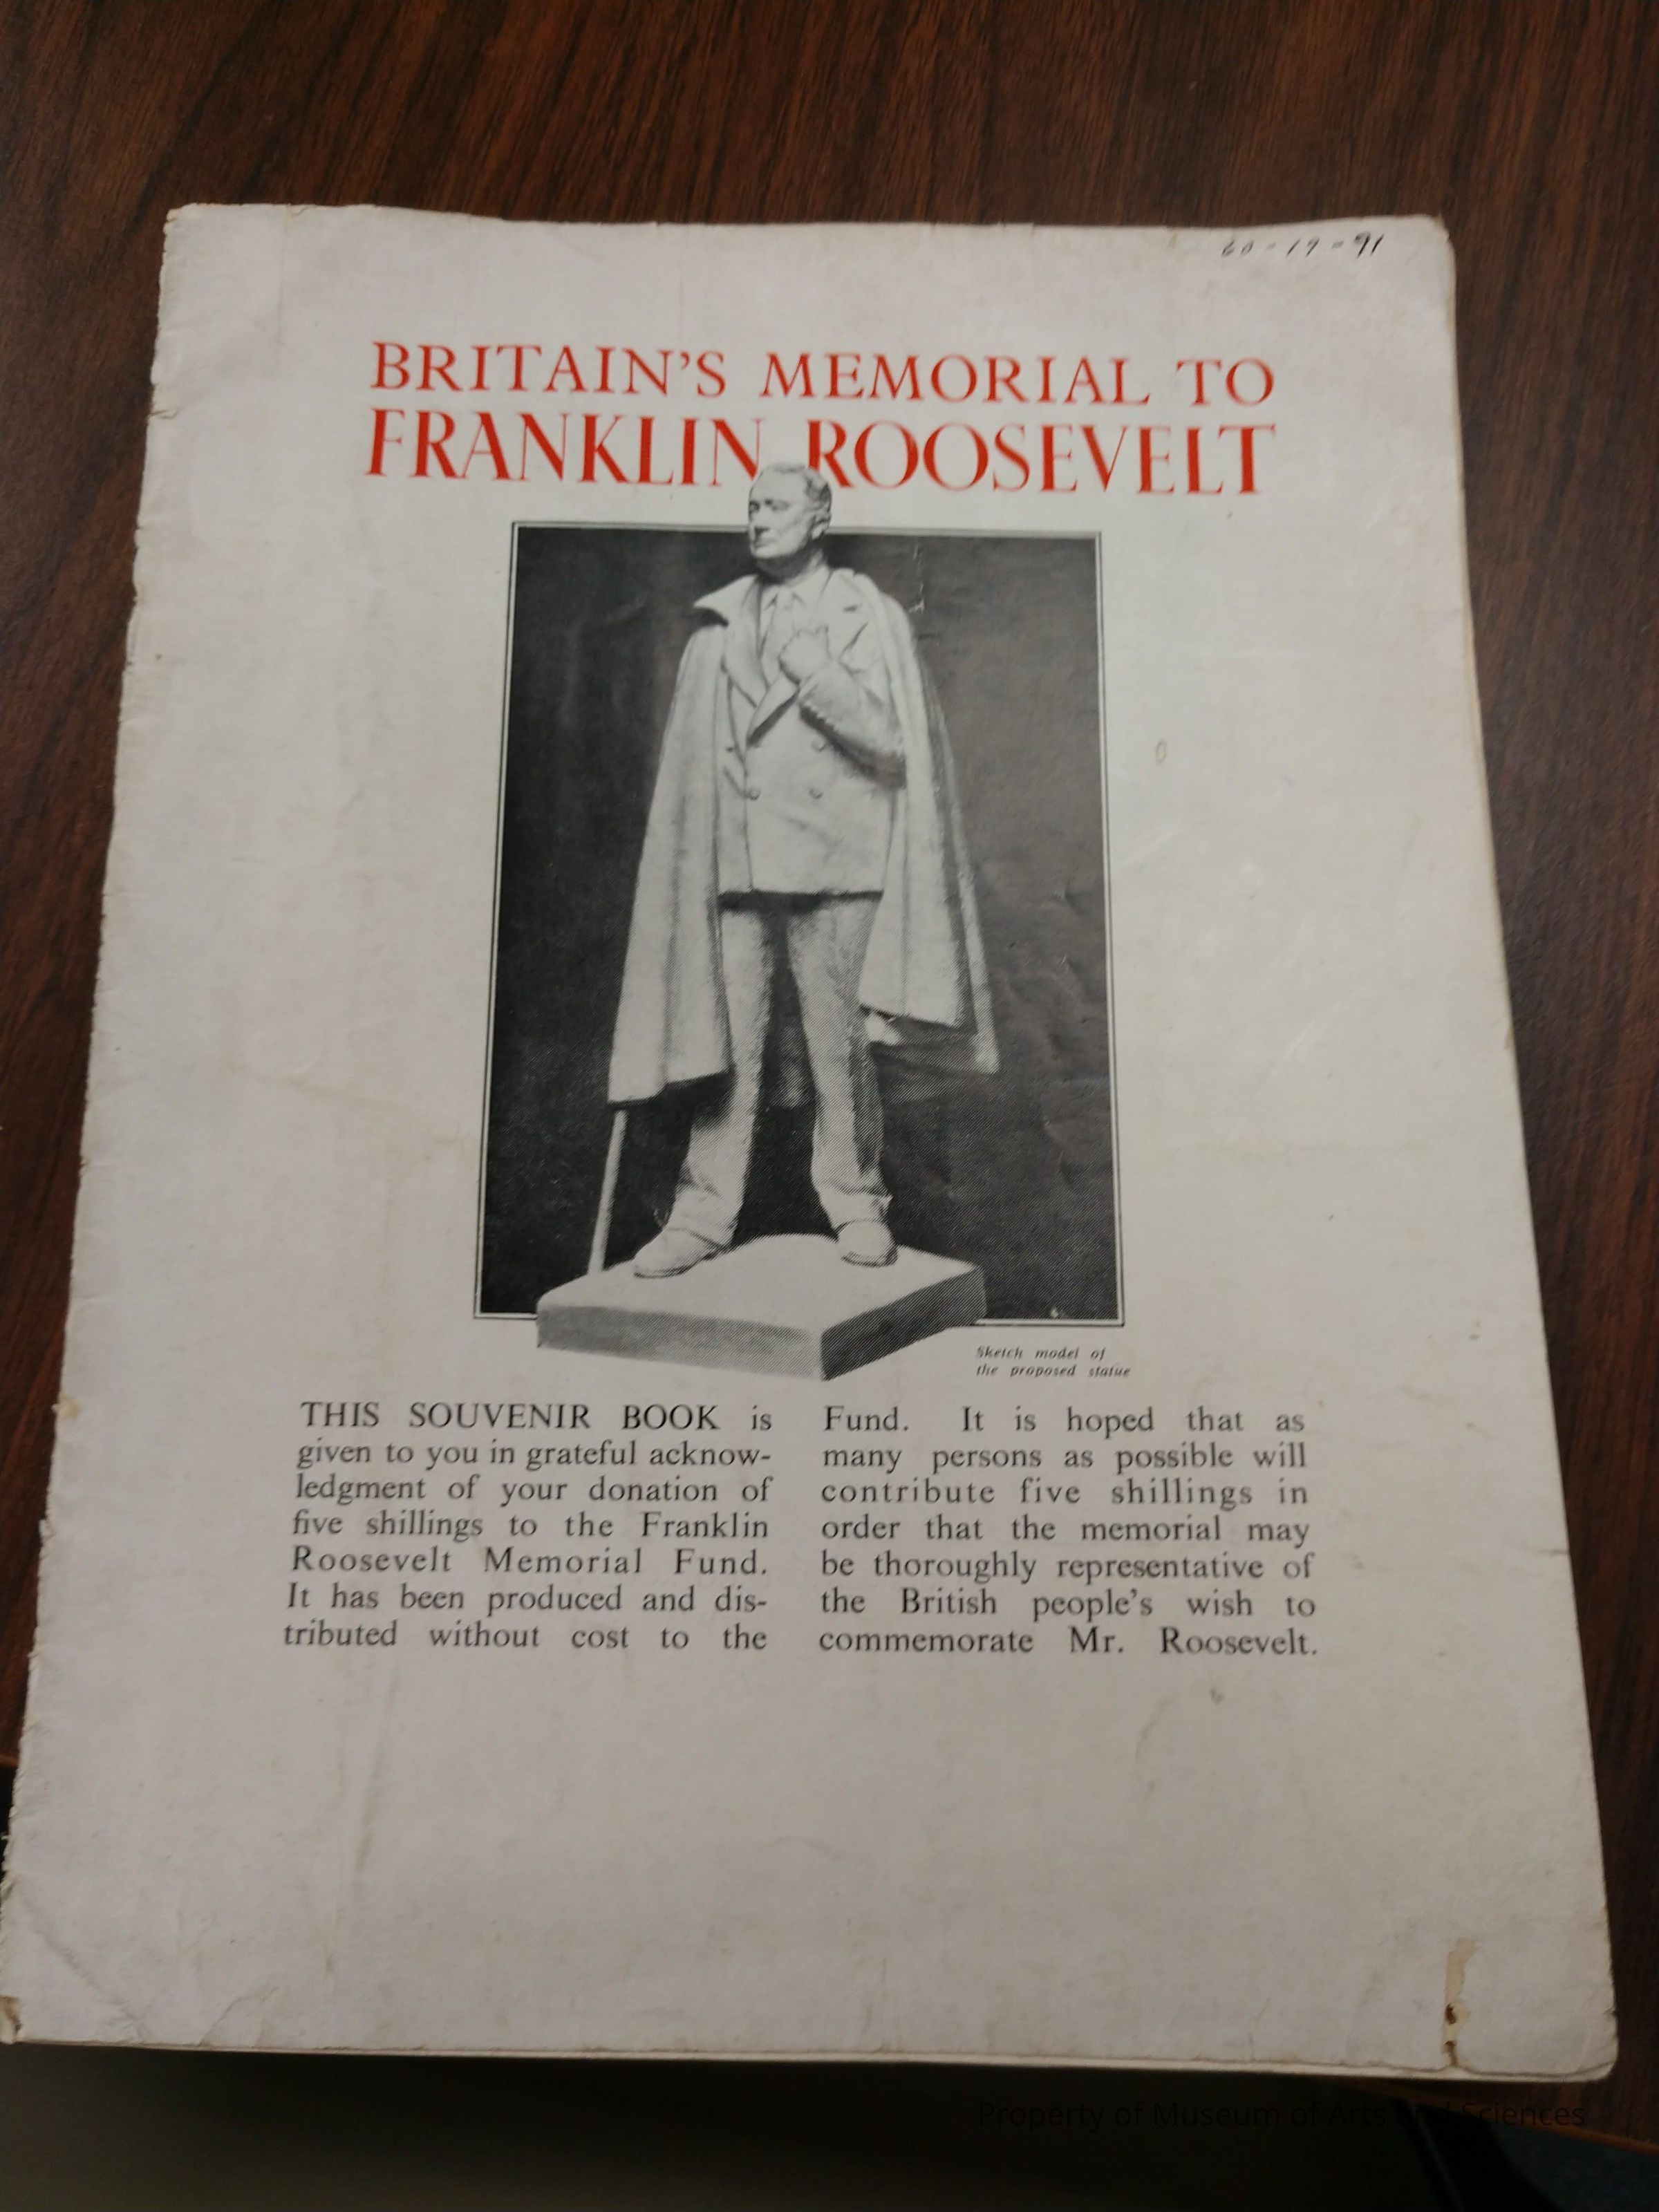 60-19-91
BRITAIN'S MEMORIAL TO
FRANKLIN ROOSEVELT
Sketch model of
the proposed statue
THIS SOUVENIR BOOK is
given to you in grateful acknow-
ledgment of your donation of
five shillings to the Franklin
Roosevelt Memorial Fund.
It has been produced and dis-
tributed without cost to the
Fund. It is hoped that as
many persons as possible will
contribute five shillings in
order that the memorial may
be thoroughly representative of
the British people's wish to
commemorate Mr. Roosevelt.
Property of Museum of Arts and Sciences